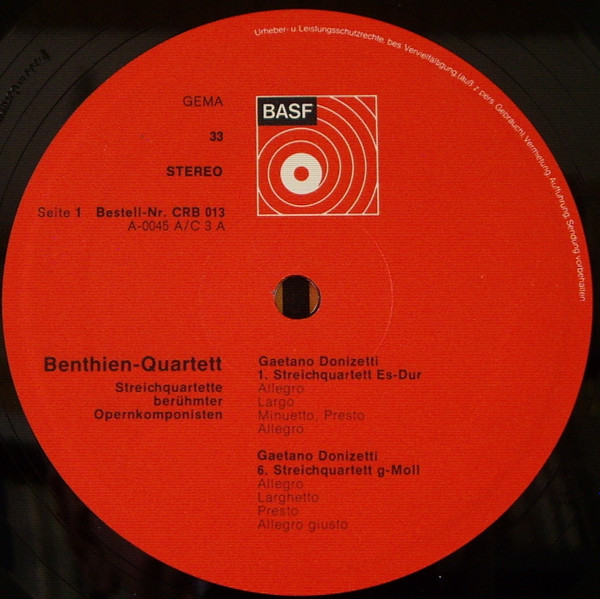 Urheber- u. Leistungsschutzrechte, bes. Vervielfältigung (auß. z. pers. Gebrauch), Vermietung, Aufführung, Sendung vorbehalten
GEMA
BASF
33
STEREO
Seite 1 Bestell-Nr. CRB 013
A-0045 A/C 3 A
Benthien-Quartett
Streichquartette
berühmter
Opernkomponisten
Gaetano Donizetti
1. Streichquartett Es-Dur
Allegro
Largo
Minuetto, Presto
Allegro
Gaetano Donizetti
6. Streichquartett g-Moll
Allegro
Larghetto
Presto
Allegro giusto